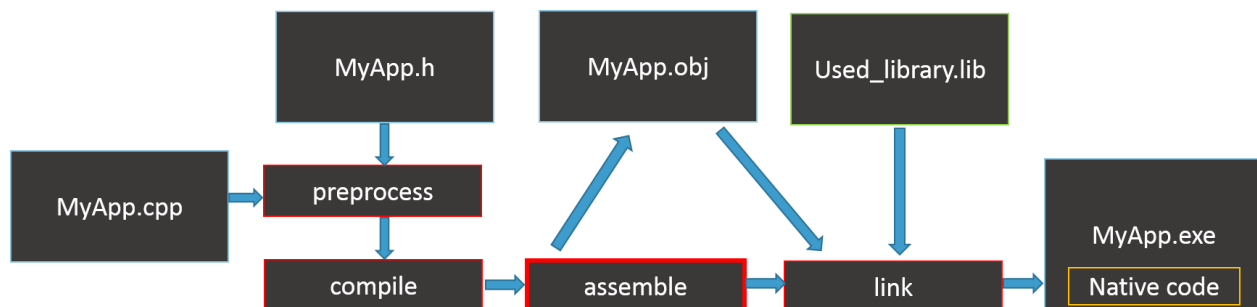 MyApp.h
MyApp.obj
Used_library.lib
MyApp.cpp
preprocess
MyApp.exe
compile
assemble
link
Native code